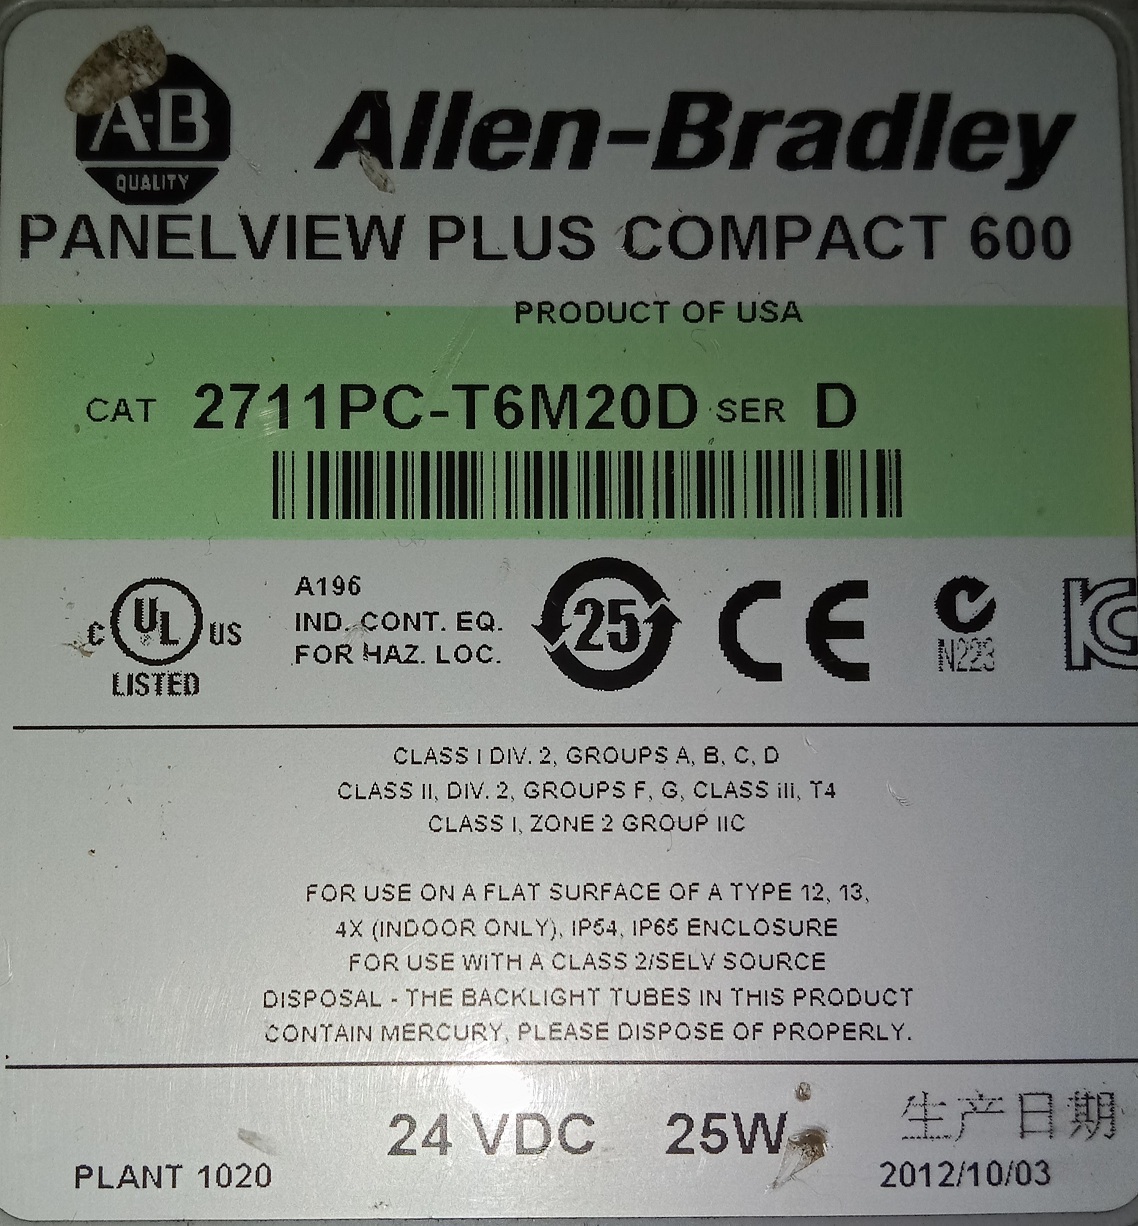 A-B
QUALITY
Allen-Bradley
PANELVIEW PLUS COMPACT 600
PRODUCT OF USA
CAT 2711PC-T6M20D SER D
C UL US
LISTED
A196
IND. CONT. EQ.
FOR HAZ. LOC.
25
CE
N223
KC
CLASS I DIV. 2, GROUPS A, B, C, D
CLASS II, DIV. 2, GROUPS F, G, CLASS III, T4
CLASS I, ZONE 2 GROUP IIC
FOR USE ON A FLAT SURFACE OF A TYPE 12, 13,
4X (INDOOR ONLY), IP54, IP65 ENCLOSURE
FOR USE WITH A CLASS 2/SELV SOURCE
DISPOSAL - THE BACKLIGHT TUBES IN THIS PRODUCT
CONTAIN MERCURY, PLEASE DISPOSE OF PROPERLY.
24 VDC 25W
生产日期
PLANT 1020
2012/10/03